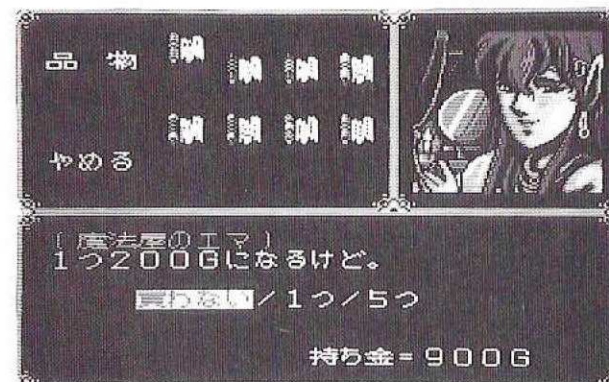 品物
やめる
[魔法屋のエマ]
1つ200Gになるけど。
買わない/1つ/5つ
持ち金=900G